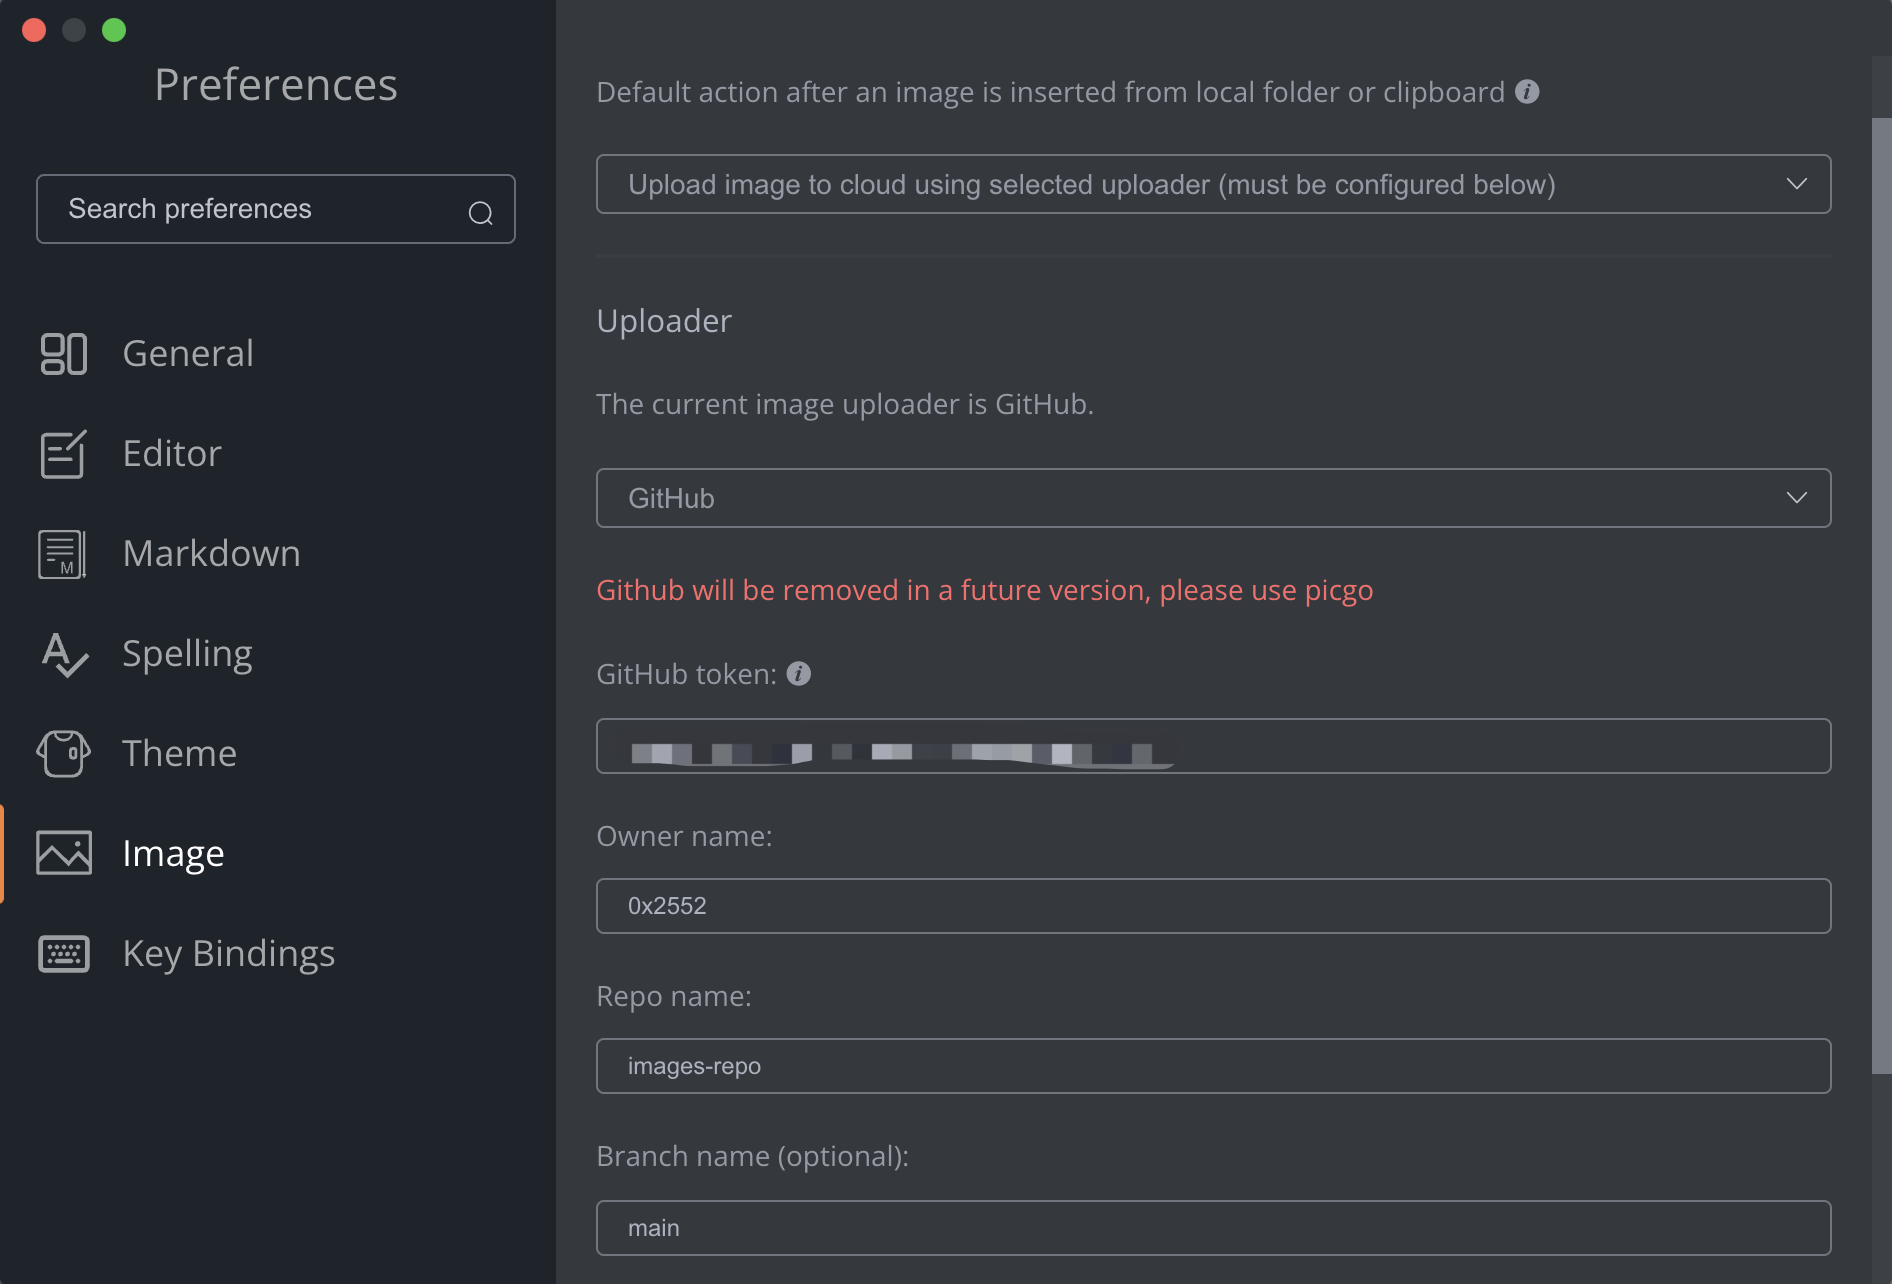 Preferences
Search preferences
General
Editor
Markdown
Spelling
Theme
Image
Key Bindings
Default action after an image is inserted from local folder or clipboard
Upload image to cloud using selected uploader (must be configured below)
Uploader
The current image uploader is GitHub.
GitHub
Github will be removed in a future version, please use picgo
GitHub token:
Owner name:
0x2552
Repo name:
images-repo
Branch name (optional):
main